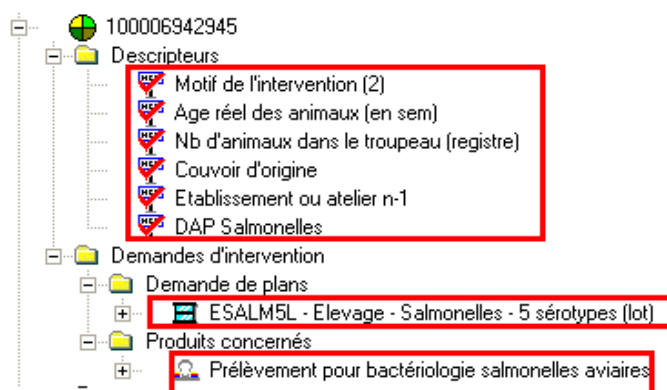 100006942945
Descripteurs
Motif de l'intervention (2)
Age réel des animaux (en sem)
Nb d'animaux dans le troupeau (registre)
Couvoir d'origine
Etablissement ou atelier n-1
DAP Salmonelles
Demandes d'intervention
Demande de plans
ESALM5L - Elevage - Salmonelles - 5 sérotypes (lot)
Produits concernés
Prélèvement pour bactériologie salmonelles aviaires